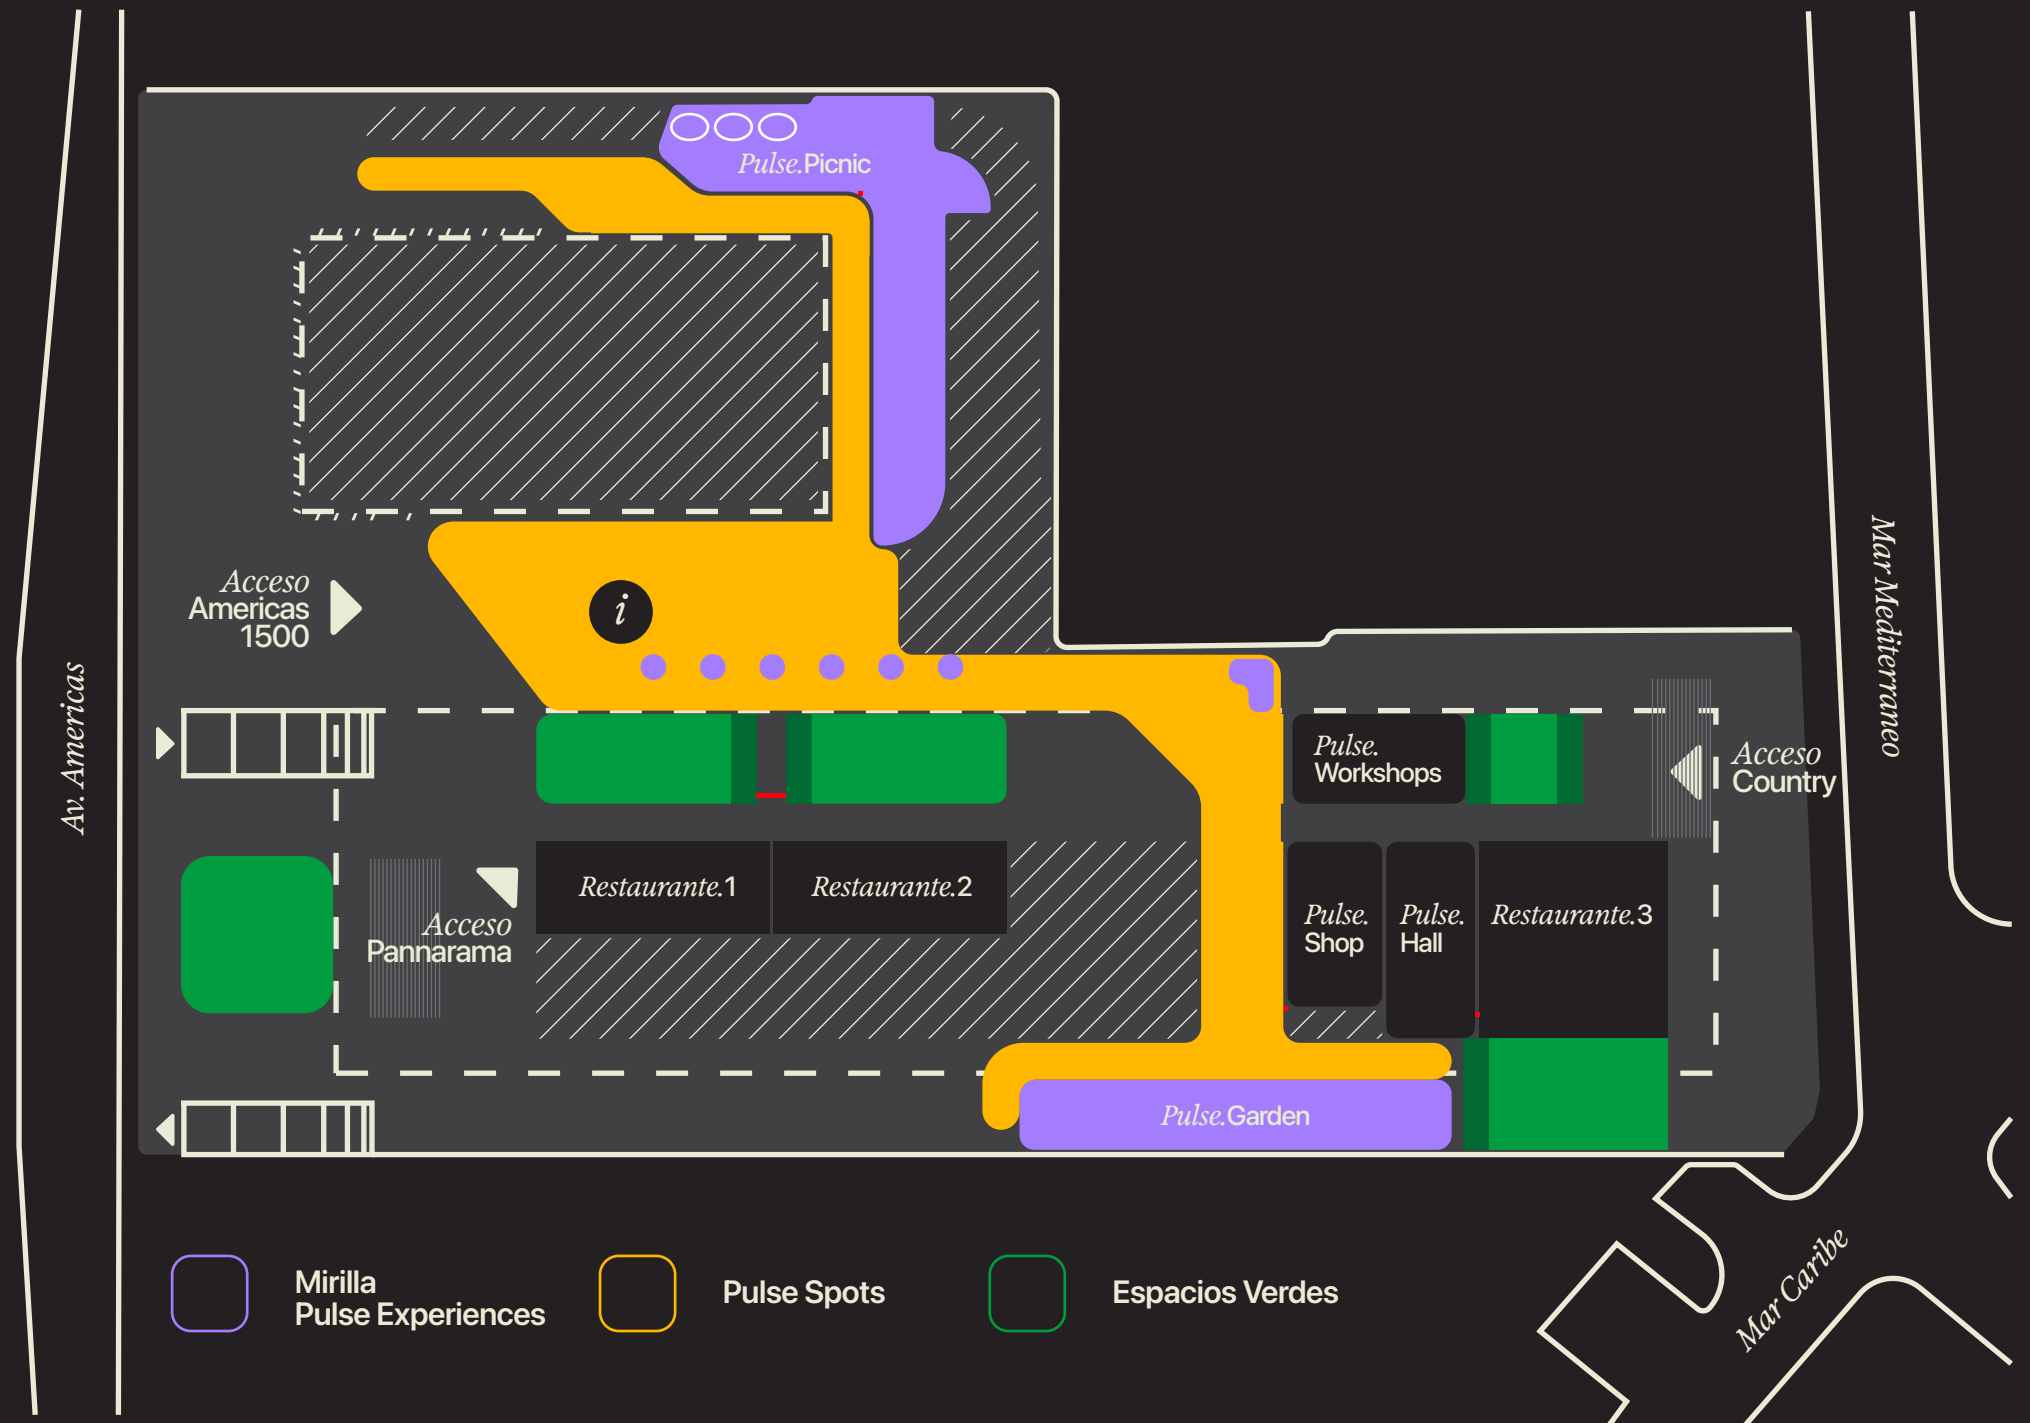 Pulse.Picnic
Acceso
Americas
1500
i
Av. Americas
Mar Mediterraneo
Pulse.
Workshops
Acceso
Country
Restaurante.1
Restaurante.2
Acceso
Pannarama
Pulse.
Shop
Pulse.
Hall
Restaurante.3
Pulse.Garden
Mirilla
Pulse Experiences
Pulse Spots
Espacios Verdes
Mar Caribe